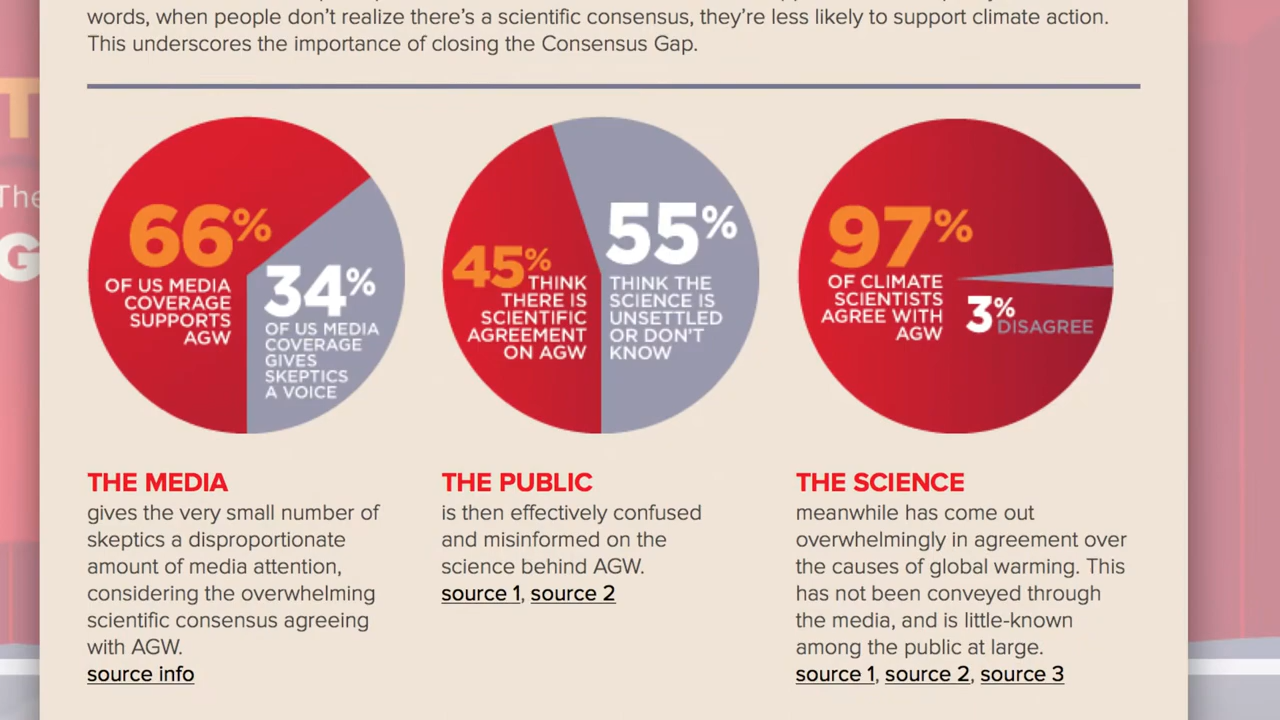 words, when people don't realize there's a scientific consensus, they're less likely to support climate action.
This underscores the importance of closing the Consensus Gap.
T
The
G
66%
OF US MEDIA
COVERAGE
SUPPORTS
AGW
34%
OF US MEDIA
COVERAGE
GIVES
SKEPTICS
A VOICE
45%
THINK
THERE IS
SCIENTIFIC
AGREEMENT
ON AGW
55%
THINK THE
SCIENCE IS
UNSETTLED
OR DON'T
KNOW
97%
OF CLIMATE
SCIENTISTS
AGREE WITH
AGW
3%
DISAGREE
THE MEDIA
gives the very small number of
skeptics a disproportionate
amount of media attention,
considering the overwhelming
scientific consensus agreeing
with AGW.
source info
THE PUBLIC
is then effectively confused
and misinformed on the
science behind AGW.
source 1, source 2
THE SCIENCE
meanwhile has come out
overwhelmingly in agreement over
the causes of global warming. This
has not been conveyed through
the media, and is little-known
among the public at large.
source 1, source 2, source 3